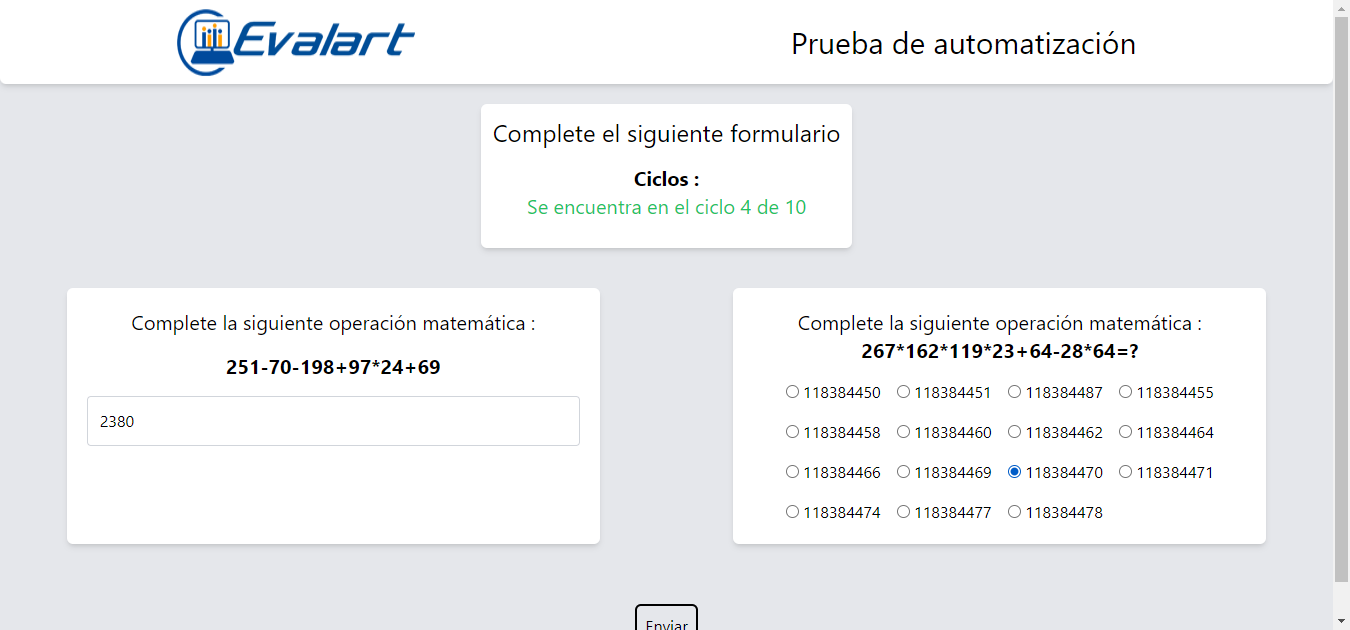 Evalart
Prueba de automatización
Complete el siguiente formulario
Ciclos :
Se encuentra en el ciclo 4 de 10
Complete la siguiente operación matemática :
251-70-198+97*24+69
2380
Complete la siguiente operación matemática :
267*162*119*23+64-28*64=?
118384450 118384451 118384487 118384455
118384458 118384460 118384462 118384464
118384466 118384469 118384470 118384471
118384474 118384477 118384478
Enviar